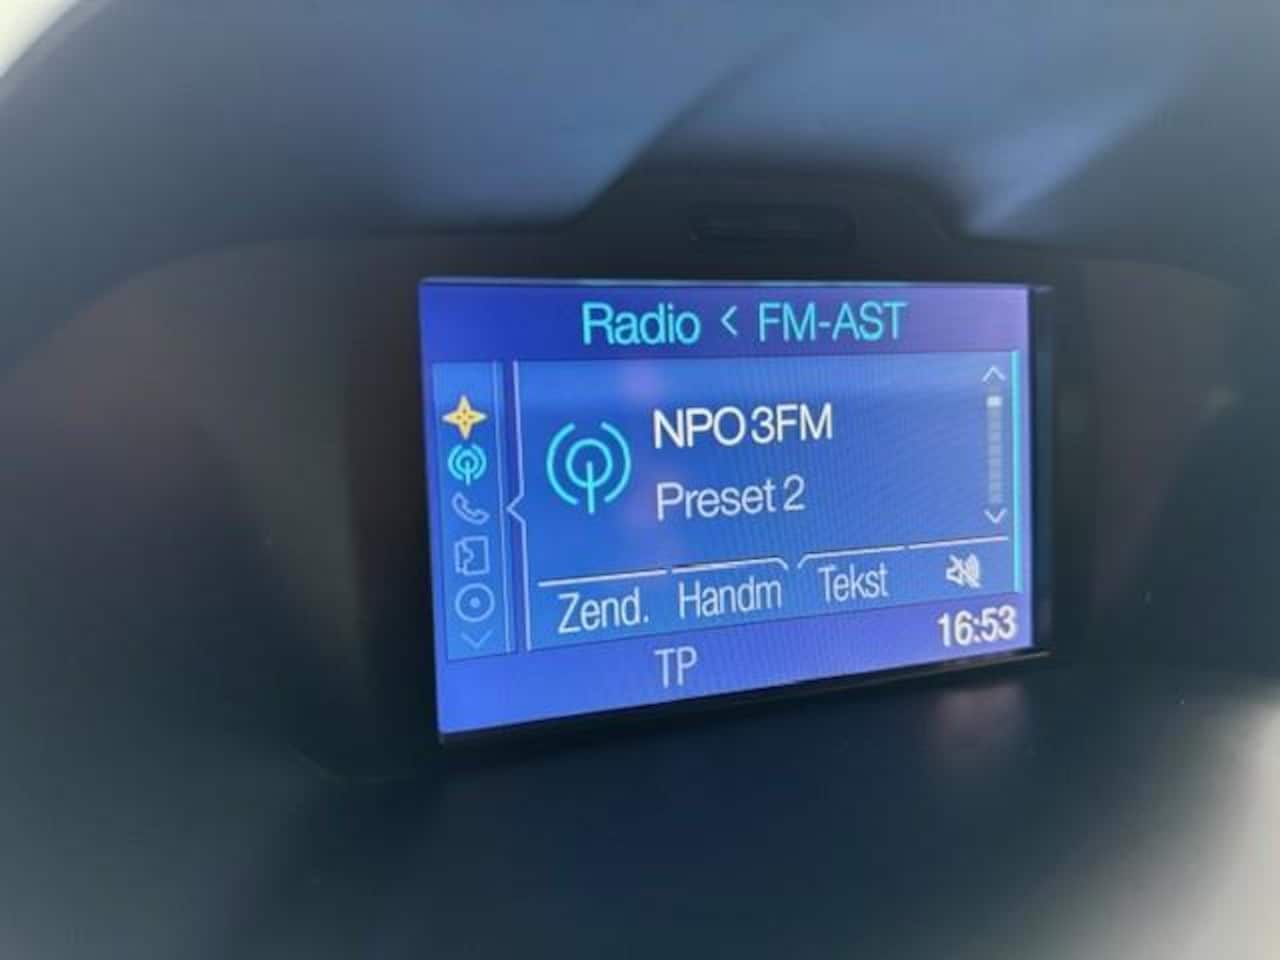 Radio < FM-AST
NPO 3FM
Preset 2
Zend. Handm Tekst
16:53
TP